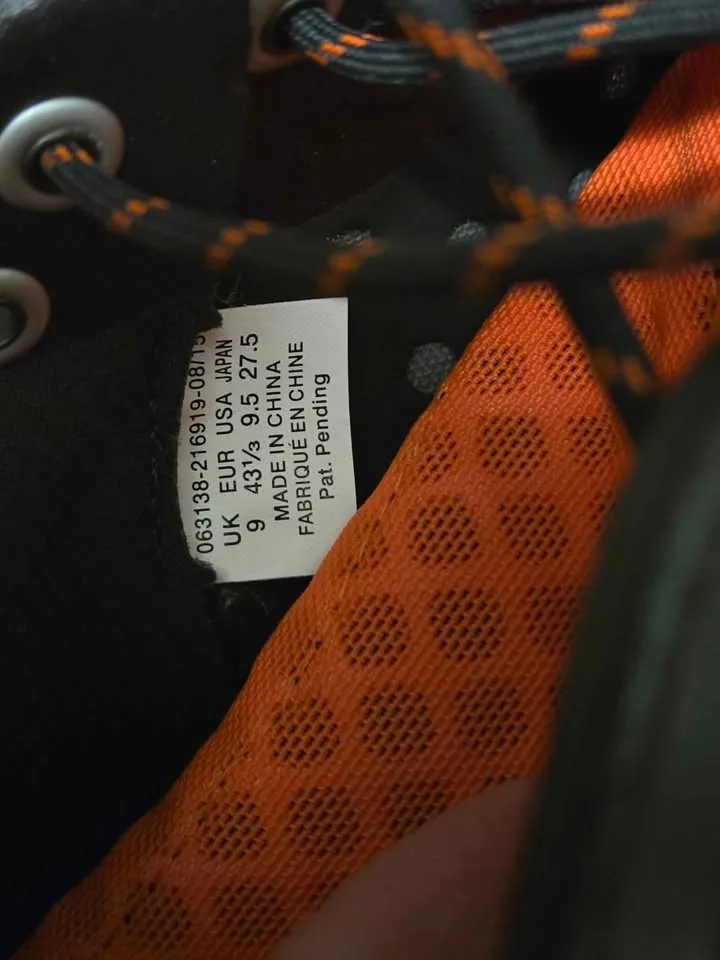 063138-216919-08/15
UK EUR USA JAPAN
9 43⅓ 9.5 27.5
MADE IN CHINA
FABRIQUÉ EN CHINE
Pat. Pending